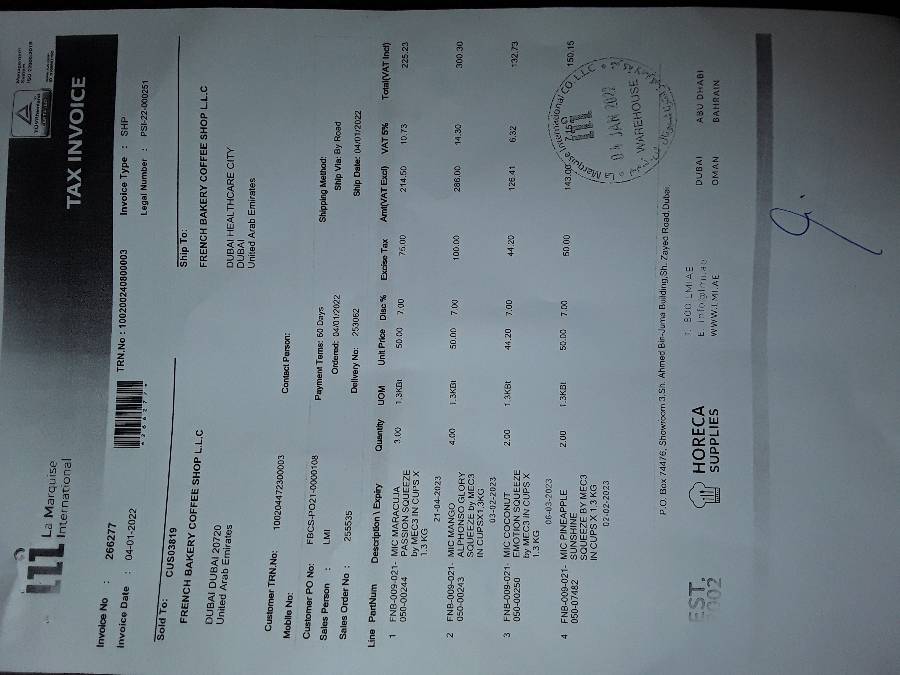 La Marquise
International
TAX INVOICE
Invoice No : 266277
TRN.No : 100200240800003
Invoice Type : SHP
Invoice Date : 04-01-2022
Legal Number : PSI-22-000251
Sold To: CUS03819
Ship To:
FRENCH BAKERY COFFEE SHOP L.L.C
FRENCH BAKERY COFFEE SHOP L.L.C
DUBAI DUBAI 20720
United Arab Emirates
DUBAI HEALTHCARE CITY
DUBAI
United Arab Emirates
Customer TRN.No: 100204472300003
Mobile No:
Contact Person:
Customer PO No: FBCS-PO21-0000108
Payment Tems: 60 Days
Shipping Method:
Sales Person : LMI
Ordered: 04/01/2022
Ship Via: By Road
Sales Order No : 255535
Delivery No: 253062
Ship Date: 04/01/2022
Line PartNum Description \ Expiry Quantity UOM Unit Price Disc % Excise Tax Amt(VAT Excl) VAT 5% Total(VAT Incl)
1 FNB-009-021- MIC MARACUJA 3.00 1.3KBt 50.00 7.00 75.00 214.50 10.73 225.23
050-00244 PASSION SQUEEZE
by MEC3 IN CUPS X
1.3 KG
21-04-2023
2 FNB-009-021- MIC MANGO 4.00 1.3KBt 50.00 7.00 100.00 286.00 14.30 300.30
050-00243 ALPHONSO GLORY
SQUEEZE by MEC3
IN CUPSX1.3KG
03-02-2023
3 FNB-009-021- MIC COCONUT 2.00 1.3KBt 44.20 7.00 44.20 126.41 6.32 132.73
050-00250 EMOTION SQUEEZE
by MEC3 IN CUPS X
1.3 KG
06-03-2023
4 FNB-009-021- MIC PINEAPPLE 2.00 1.3KBt 50.00 7.00 50.00 143.00 7.15 150.15
050-07482 SUNSHINE
SQUEEZE BY MEC3
IN CUPS X 1.3 KG
02-02-2023
La Marquise International CO. L.L.C
04 JAN 2022
WAREHOUSE
P.O. Box 74476, Showroom 3,Sh. Ahmed Bin-Juma Building,Sh. Zayed Road,Dubai.
EST.
2002
HORECA
SUPPLIES
T: 800 LMI AE
E: info@lmi.ae
WWW.LMI.AE
DUBAI ABU DHABI
OMAN BAHRAIN